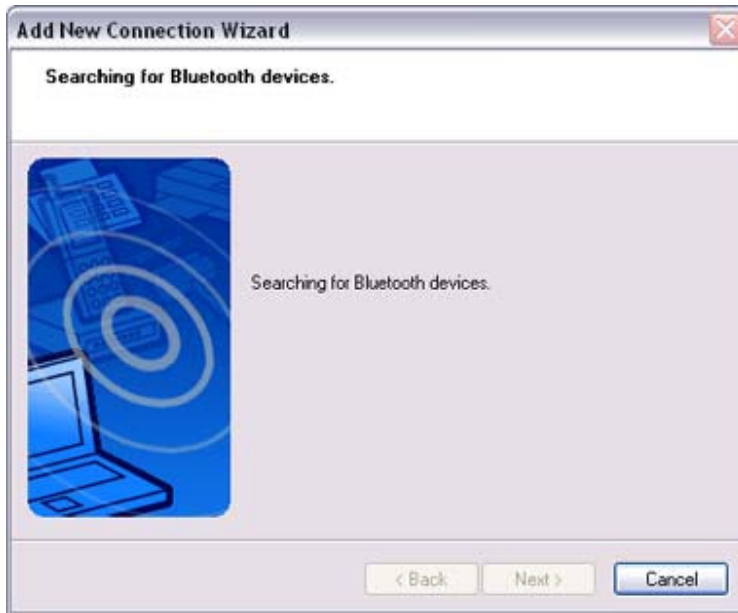 Add New Connection Wizard
Searching for Bluetooth devices.
Searching for Bluetooth devices.
< Back Next > Cancel